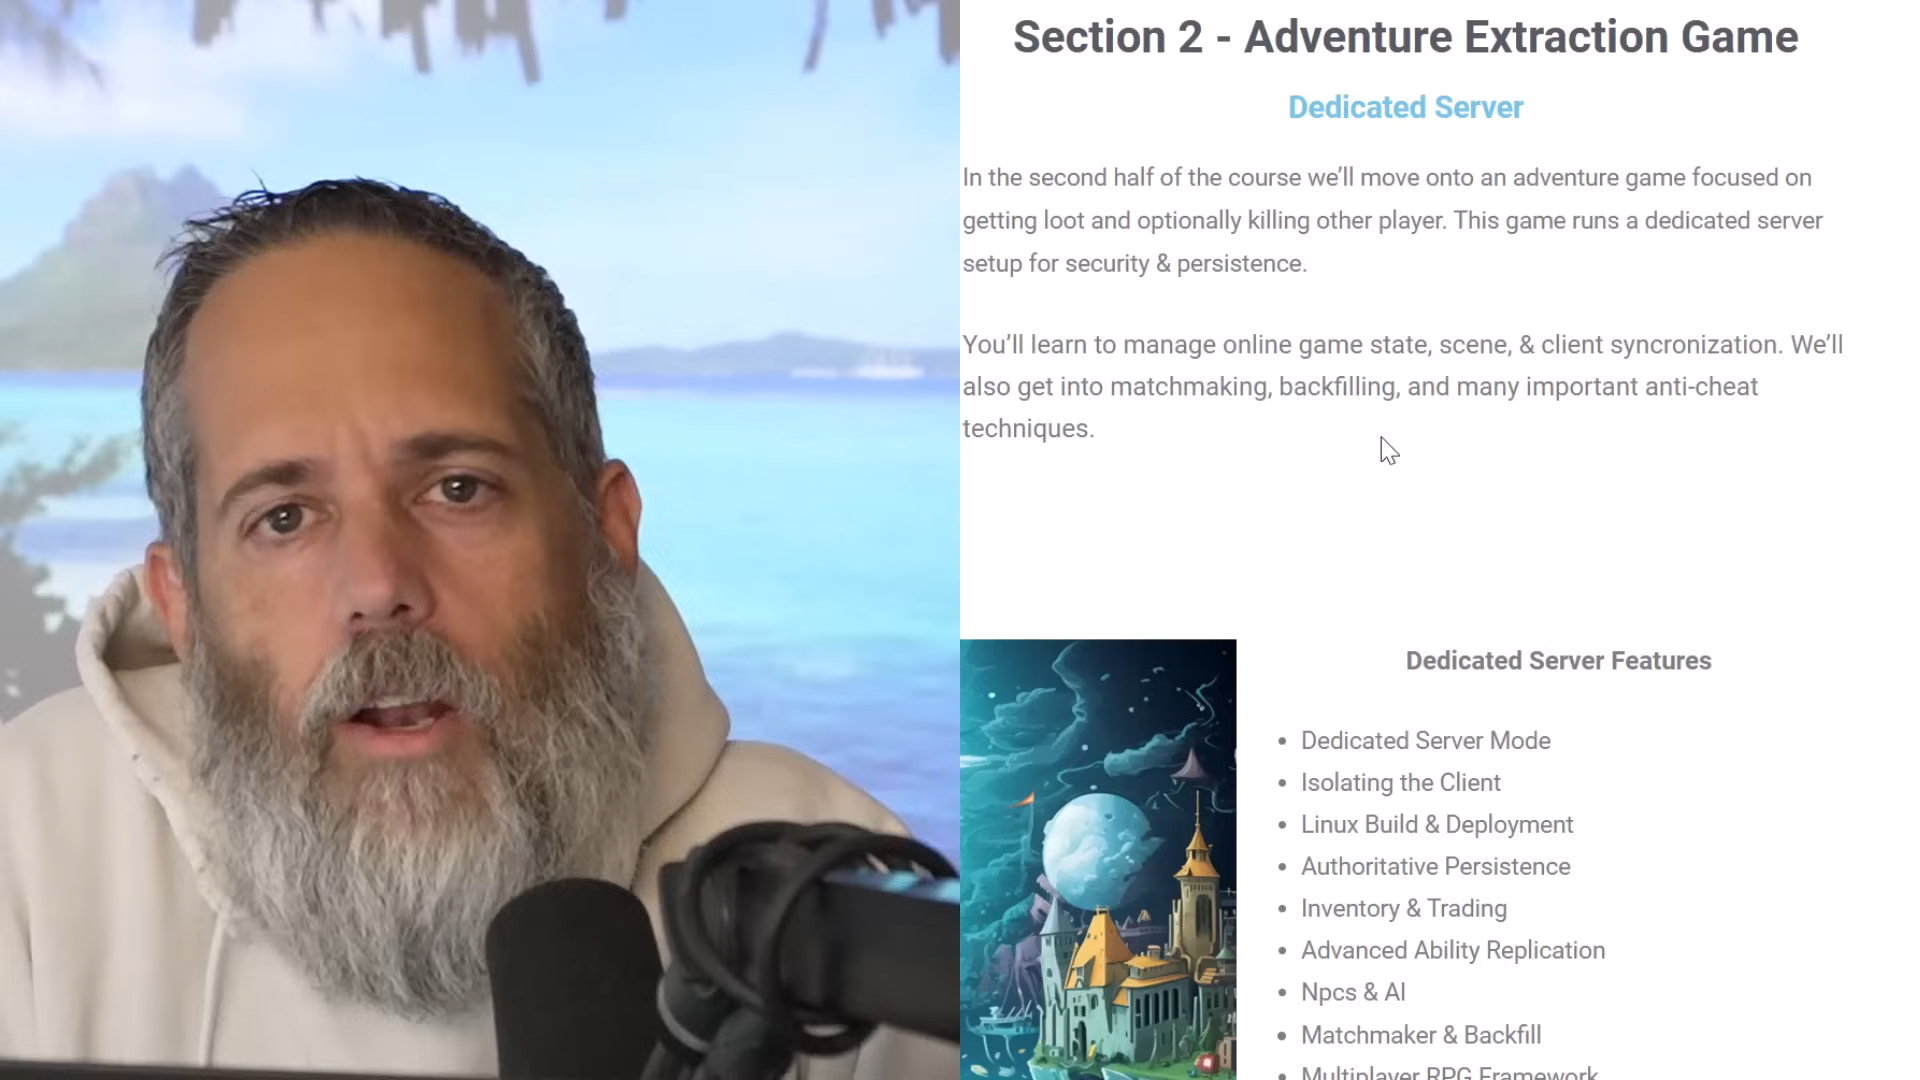 Section 2 - Adventure Extraction Game
Dedicated Server
In the second half of the course we'll move onto an adventure game focused on
getting loot and optionally killing other player. This game runs a dedicated server
setup for security & persistence.
You'll learn to manage online game state, scene, & client syncronization. We'll
also get into matchmaking, backfilling, and many important anti-cheat
techniques.
Dedicated Server Features
• Dedicated Server Mode
• Isolating the Client
• Linux Build & Deployment
• Authoritative Persistence
• Inventory & Trading
• Advanced Ability Replication
• Npcs & AI
• Matchmaker & Backfill
• Multiplayer RPG Framework